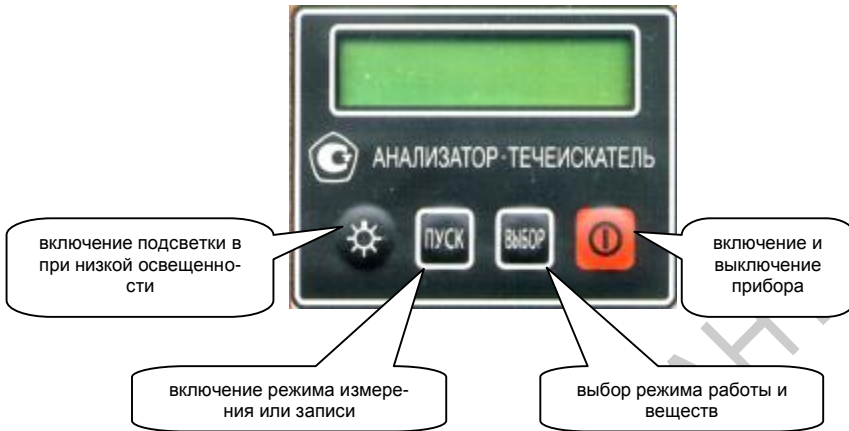 АНАЛИЗАТОР-ТЕЧЕИСКАТЕЛЬ
ПУСК
ВЫБОР
включение подсветки в
при низкой освещенно-
сти
включение и
выключение
прибора
включение режима измере-
ния или записи
выбор режима работы и
веществ